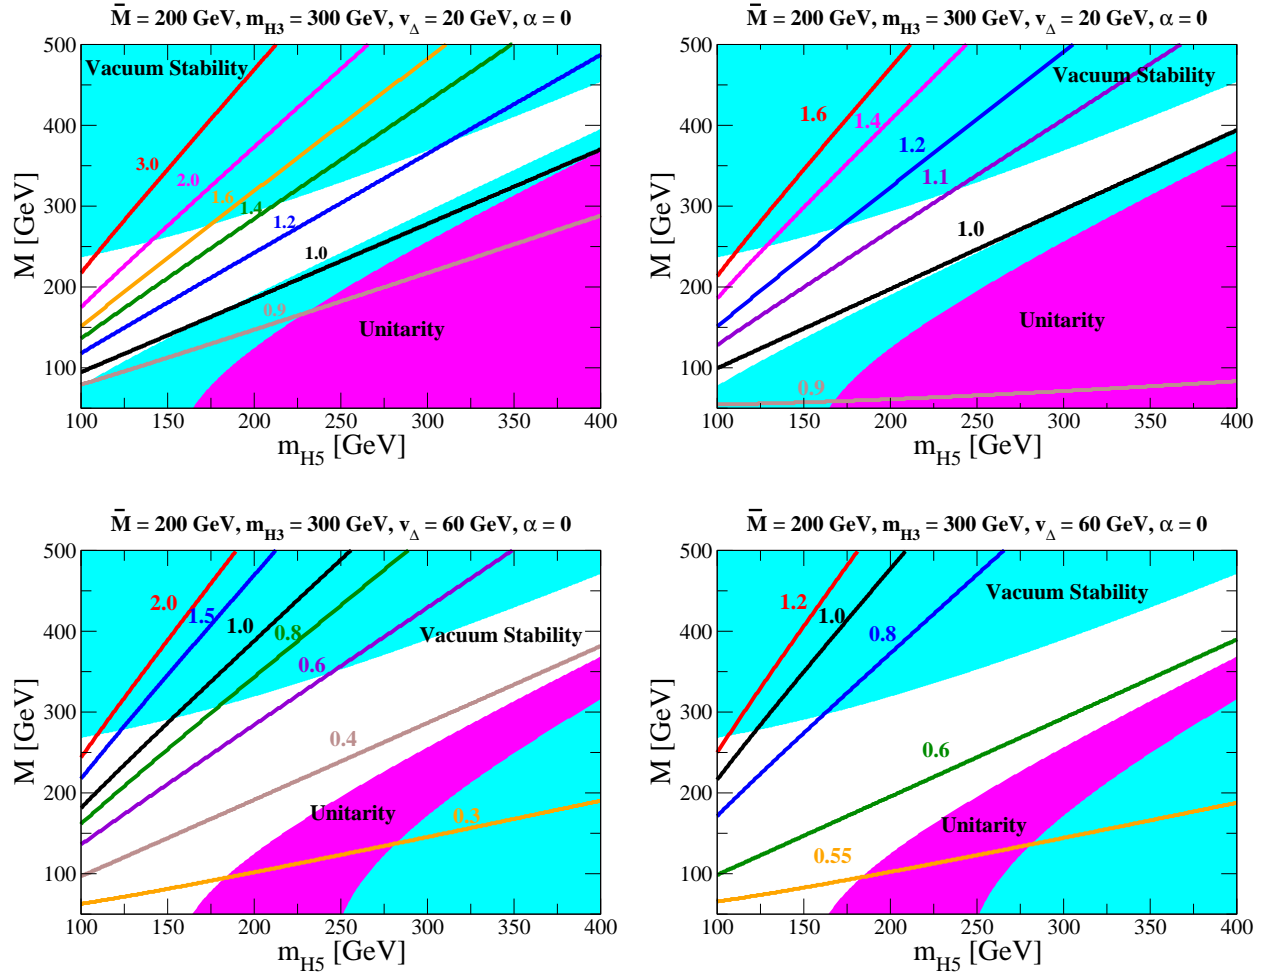 M̄ = 200 GeV, m_H3 = 300 GeV, v_Δ = 20 GeV, α = 0
500
400
300
200
100
M [GeV]
Vacuum Stability
3.0
2.0
1.6
1.4
1.2
1.0
0.9
Unitarity
100 150 200 250 300 350 400
m_H5 [GeV]
M̄ = 200 GeV, m_H3 = 300 GeV, v_Δ = 20 GeV, α = 0
500
400
300
200
100
M [GeV]
Vacuum Stability
1.6
1.4
1.2
1.1
1.0
Unitarity
0.9
100 150 200 250 300 350 400
m_H5 [GeV]
M̄ = 200 GeV, m_H3 = 300 GeV, v_Δ = 60 GeV, α = 0
500
400
300
200
100
M [GeV]
2.0
1.5
1.0
0.8
Vacuum Stability
0.6
0.4
Unitarity
0.3
100 150 200 250 300 350 400
m_H5 [GeV]
M̄ = 200 GeV, m_H3 = 300 GeV, v_Δ = 60 GeV, α = 0
500
400
300
200
100
M [GeV]
Vacuum Stability
1.2
1.0
0.8
0.6
Unitarity
0.55
100 150 200 250 300 350 400
m_H5 [GeV]